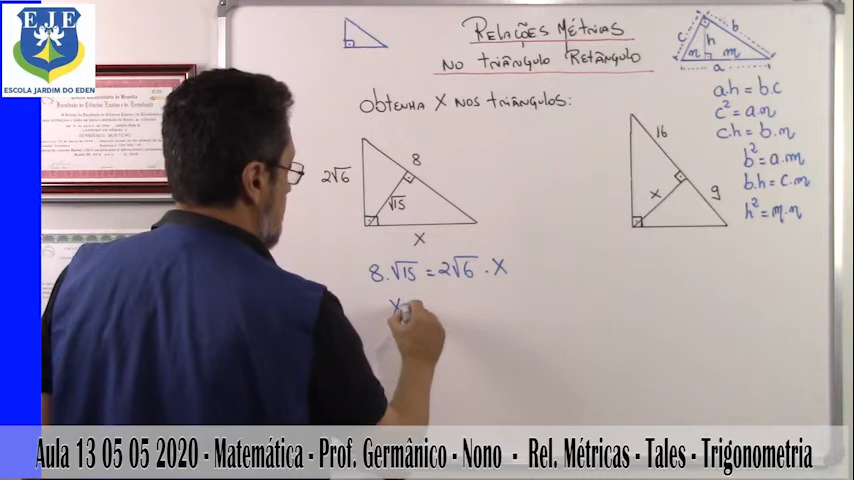 EJE
ESCOLA JARDIM DO EDEN
RELAÇÕES MÉTRICAS
NO TRIÂNGULO RETÂNGULO
OBTENHA X NOS TRIÂNGULOS:
c b
h
n m
a
a.h = b.c
c² = a.n
c.h = b.n
b² = a.m
b.h = c.m
h² = m.n
2√6
8
√15
X
16
X
9
8.√15 = 2√6 . X
X
Aula 13 05 05 2020 - Matemática - Prof. Germânico - Nono - Rel. Métricas - Tales - Trigonometria